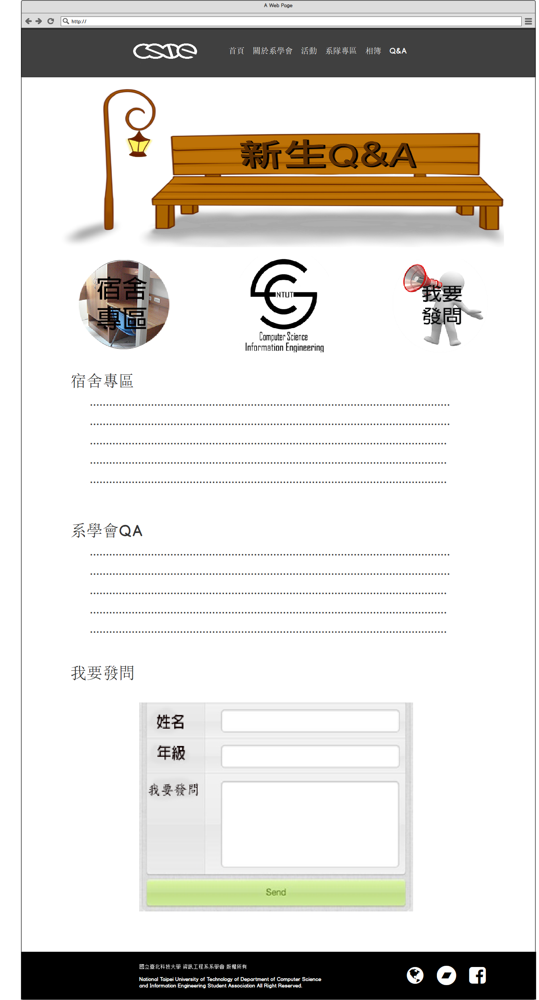 A Web Page
http://
CSIE
首頁 關於系學會 活動 系隊專區 相簿 Q&A
新生Q&A
宿舍
專區
NTUT
Computer Science
Information Engineering
我要
發問
宿舍專區
................................................................................................................
................................................................................................................
...............................................................................................................
...............................................................................................................
...............................................................................................................
系學會QA
................................................................................................................
................................................................................................................
...............................................................................................................
...............................................................................................................
...............................................................................................................
我要發問
姓名
年級
我要發問
Send
國立臺北科技大學 資訊工程系系學會 版權所有
National Taipei University of Technology of Department of Computer Science
and Information Engineering Student Association All Right Reserved.